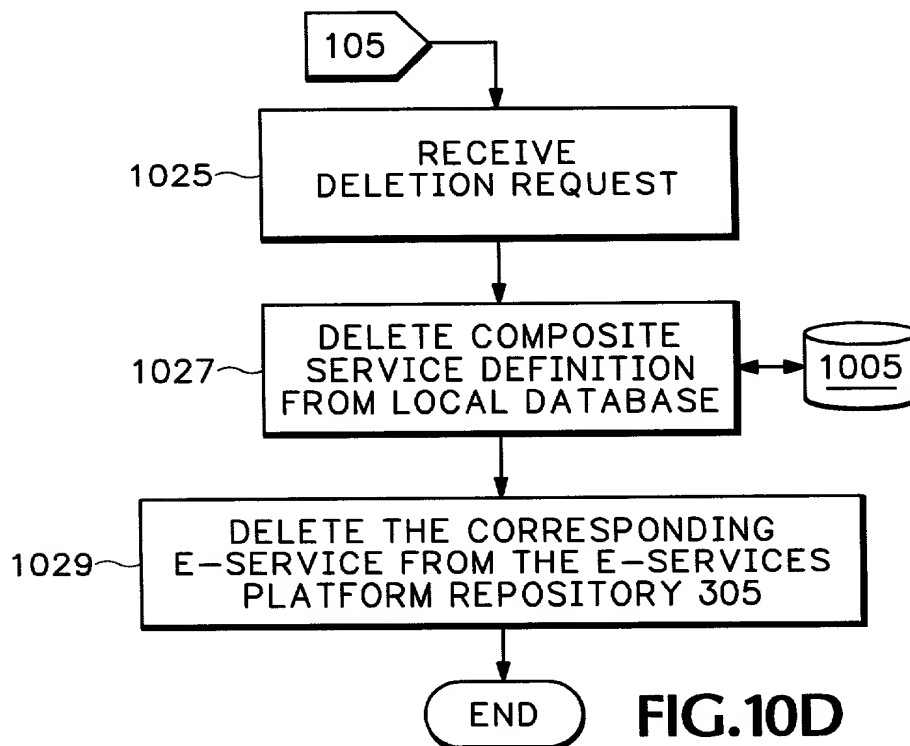 105
RECEIVE
DELETION REQUEST
1025
DELETE COMPOSITE
SERVICE DEFINITION
FROM LOCAL DATABASE
1027
1005
DELETE THE CORRESPONDING
E-SERVICE FROM THE E-SERVICES
PLATFORM REPOSITORY 305
1029
END
FIG.10D